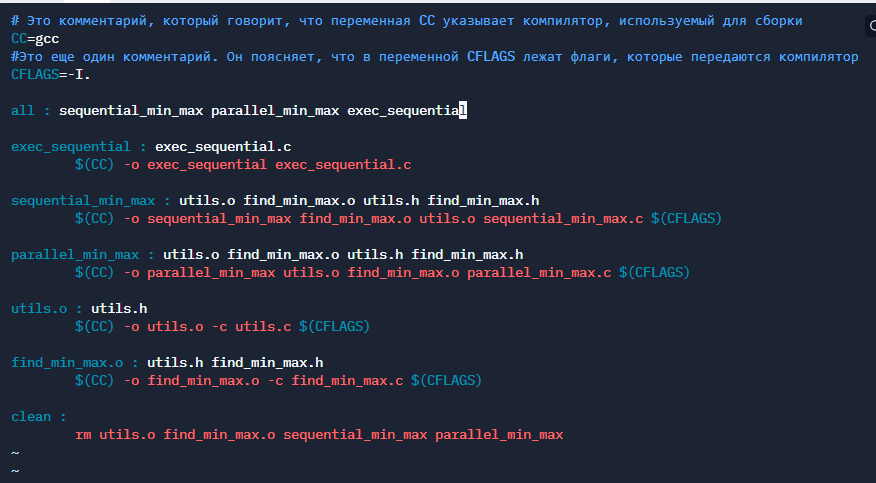 # Это комментарий, который говорит, что переменная CC указывает компилятор, используемый для сборки
CC=gcc
#Это еще один комментарий. Он поясняет, что в переменной CFLAGS лежат флаги, которые передаются компилятор
CFLAGS=-I.
all : sequential_min_max parallel_min_max exec_sequential
exec_sequential : exec_sequential.c
$(CC) -o exec_sequential exec_sequential.c
sequential_min_max : utils.o find_min_max.o utils.h find_min_max.h
$(CC) -o sequential_min_max find_min_max.o utils.o sequential_min_max.c $(CFLAGS)
parallel_min_max : utils.o find_min_max.o utils.h find_min_max.h
$(CC) -o parallel_min_max utils.o find_min_max.o parallel_min_max.c $(CFLAGS)
utils.o : utils.h
$(CC) -o utils.o -c utils.c $(CFLAGS)
find_min_max.o : utils.h find_min_max.h
$(CC) -o find_min_max.o -c find_min_max.c $(CFLAGS)
clean :
rm utils.o find_min_max.o sequential_min_max parallel_min_max
~
~